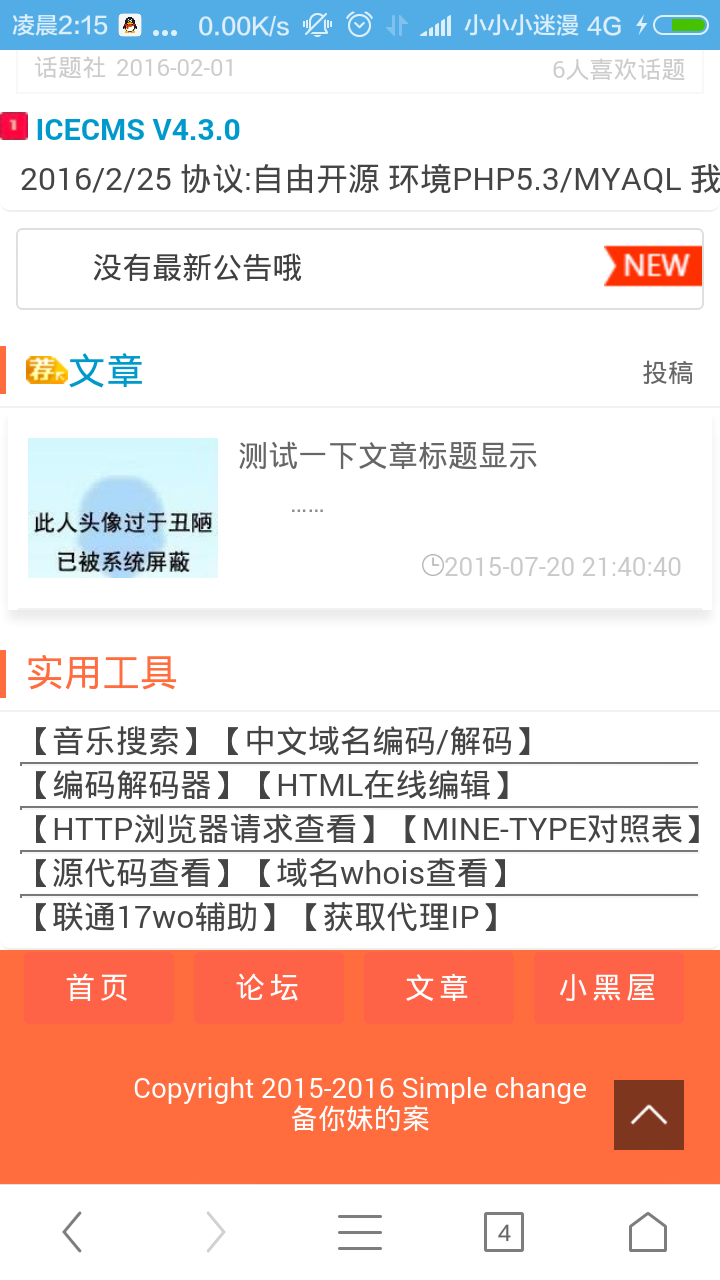 凌晨2:15 ... 0.00K/s 小小小迷漫 4G
话题社 2016-02-01 6人喜欢话题
1 ICECMS V4.3.0
2016/2/25 协议:自由开源 环境PHP5.3/MYAQL 我
没有最新公告哦 NEW
荐文章 投稿
测试一下文章标题显示
......
此人头像过于丑陋
已被系统屏蔽
2015-07-20 21:40:40
实用工具
【音乐搜索】【中文域名编码/解码】
【编码解码器】【HTML在线编辑】
【HTTP浏览器请求查看】【MINE-TYPE对照表】
【源代码查看】【域名whois查看】
【联通17wo辅助】【获取代理IP】
首页 论坛 文章 小黑屋
Copyright 2015-2016 Simple change
备你妹的案
4